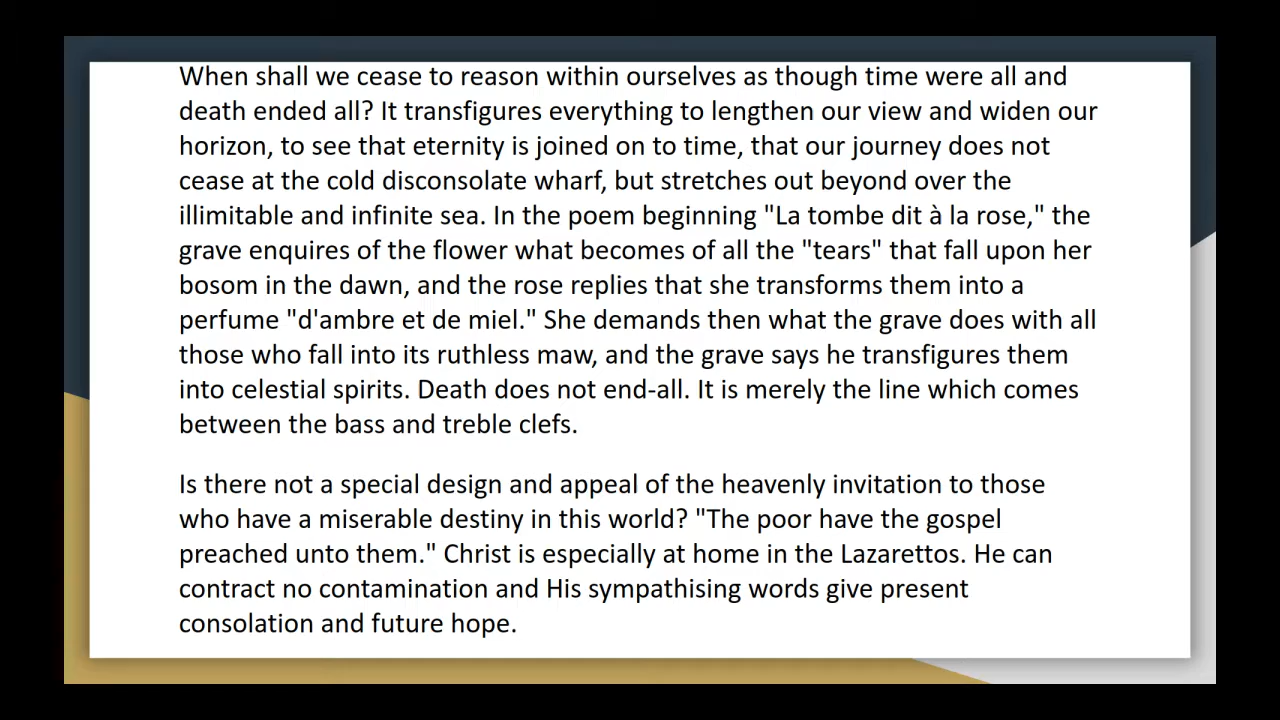 When shall we cease to reason within ourselves as though time were all and
death ended all? It transfigures everything to lengthen our view and widen our
horizon, to see that eternity is joined on to time, that our journey does not
cease at the cold disconsolate wharf, but stretches out beyond over the
illimitable and infinite sea. In the poem beginning "La tombe dit à la rose," the
grave enquires of the flower what becomes of all the "tears" that fall upon her
bosom in the dawn, and the rose replies that she transforms them into a
perfume "d'ambre et de miel." She demands then what the grave does with all
those who fall into its ruthless maw, and the grave says he transfigures them
into celestial spirits. Death does not end-all. It is merely the line which comes
between the bass and treble clefs.
Is there not a special design and appeal of the heavenly invitation to those
who have a miserable destiny in this world? "The poor have the gospel
preached unto them." Christ is especially at home in the Lazarettos. He can
contract no contamination and His sympathising words give present
consolation and future hope.